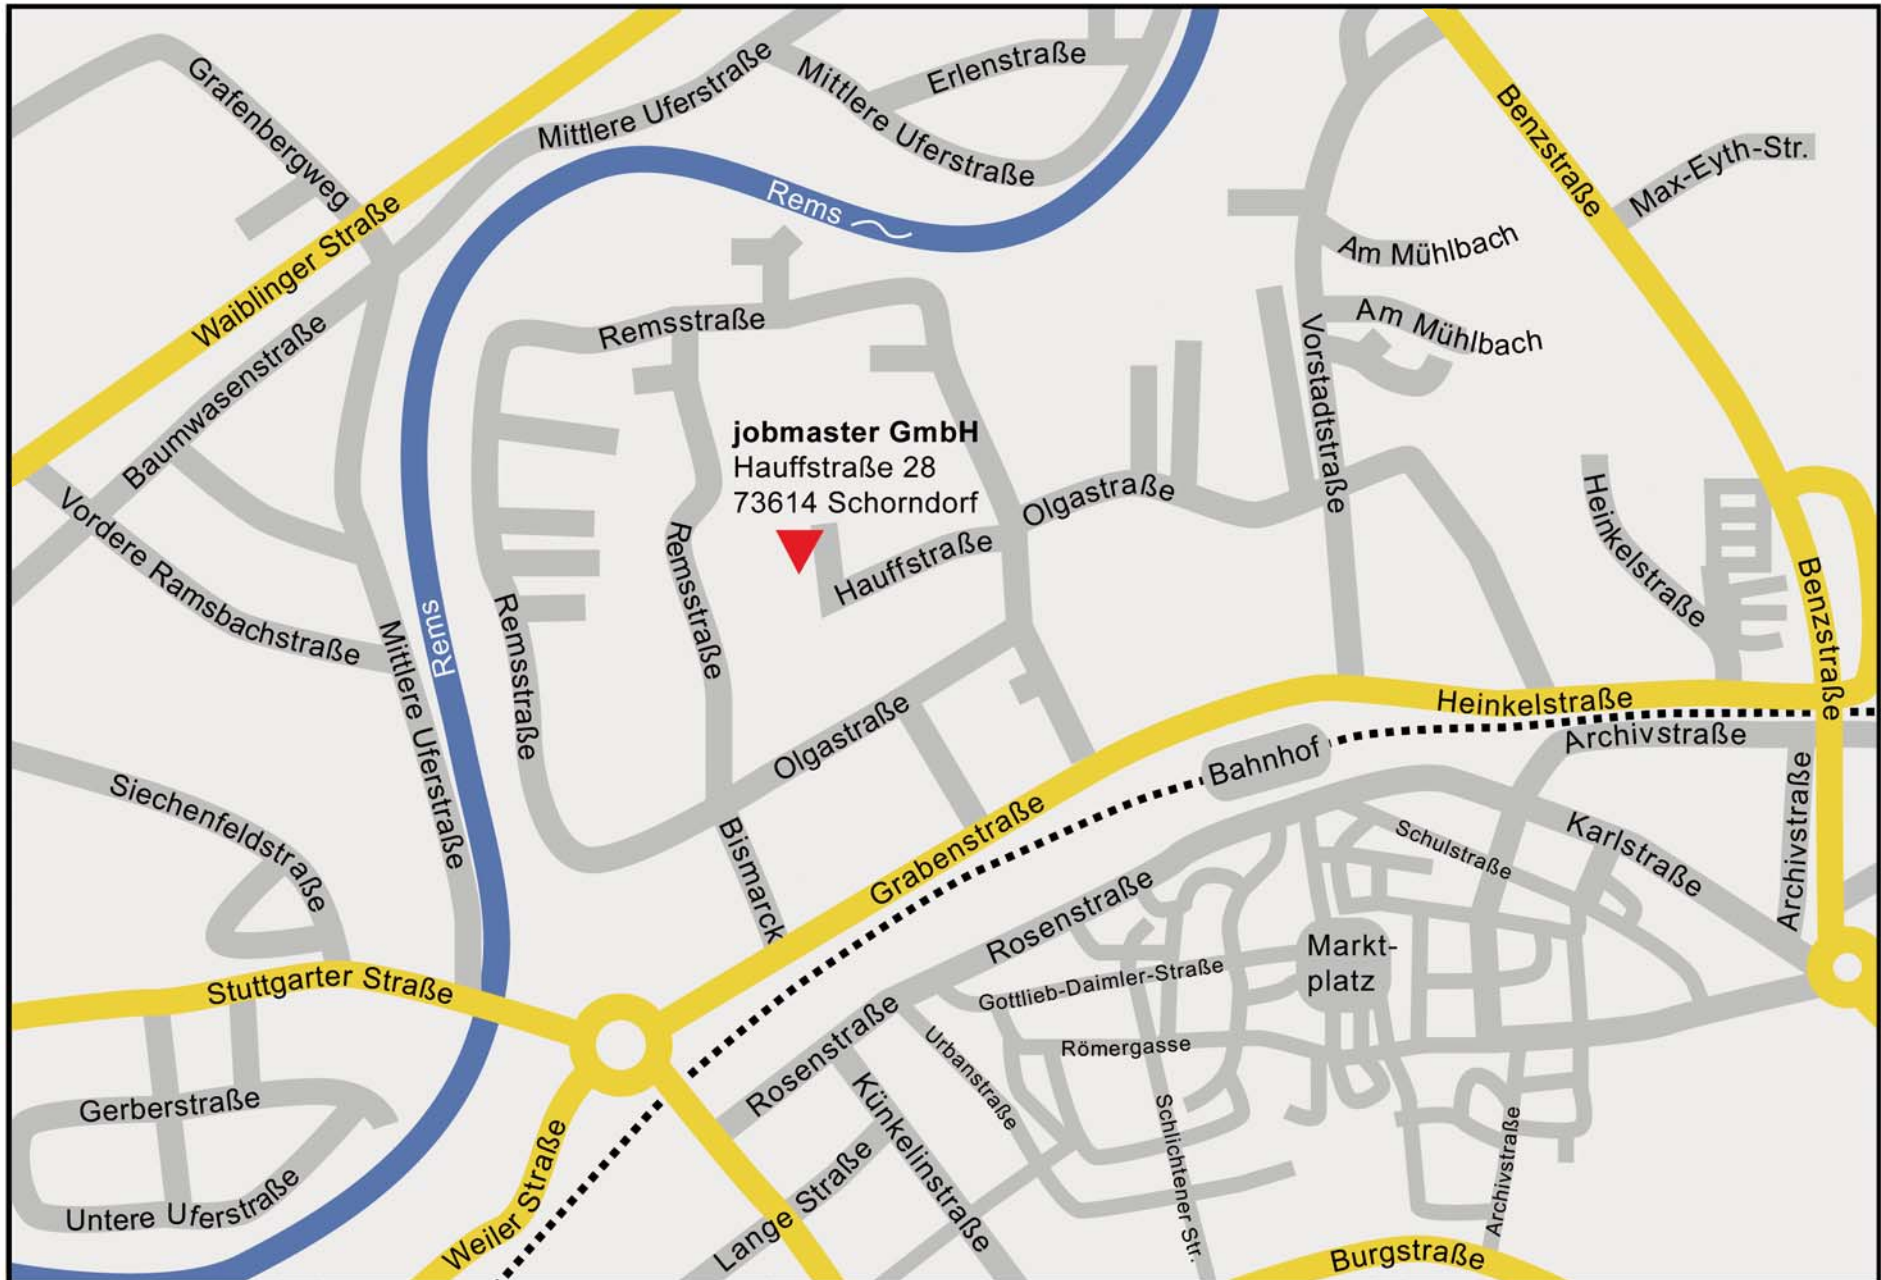 Grafenbergweg
Mittlere Uferstraße
Mittlere Uferstraße
Erlenstraße
Benzstraße
Max-Eyth-Str.
Waiblinger Straße
Rems
Am Mühlbach
Am Mühlbach
Baumwasenstraße
Remsstraße
Vorstadtstraße
jobmaster GmbH
Hauffstraße 28
73614 Schorndorf
Olgastraße
Hauffstraße
Heinkelstraße
Vordere Ramsbachstraße
Rems
Remsstraße
Remsstraße
Mittlere Uferstraße
Benzstraße
Olgastraße
Heinkelstraße
Archivstraße
Bahnhof
Siechenfeldstraße
Bismarck
Grabenstraße
Schulstraße
Karlstraße
Archivstraße
Rosenstraße
Markt-
platz
Stuttgarter Straße
Gottlieb-Daimler-Straße
Rosenstraße
Urbanstraße
Römergasse
Gerberstraße
Künkelinstraße
Schlichtener Str.
Archivstraße
Weiler Straße
Lange Straße
Untere Uferstraße
Burgstraße